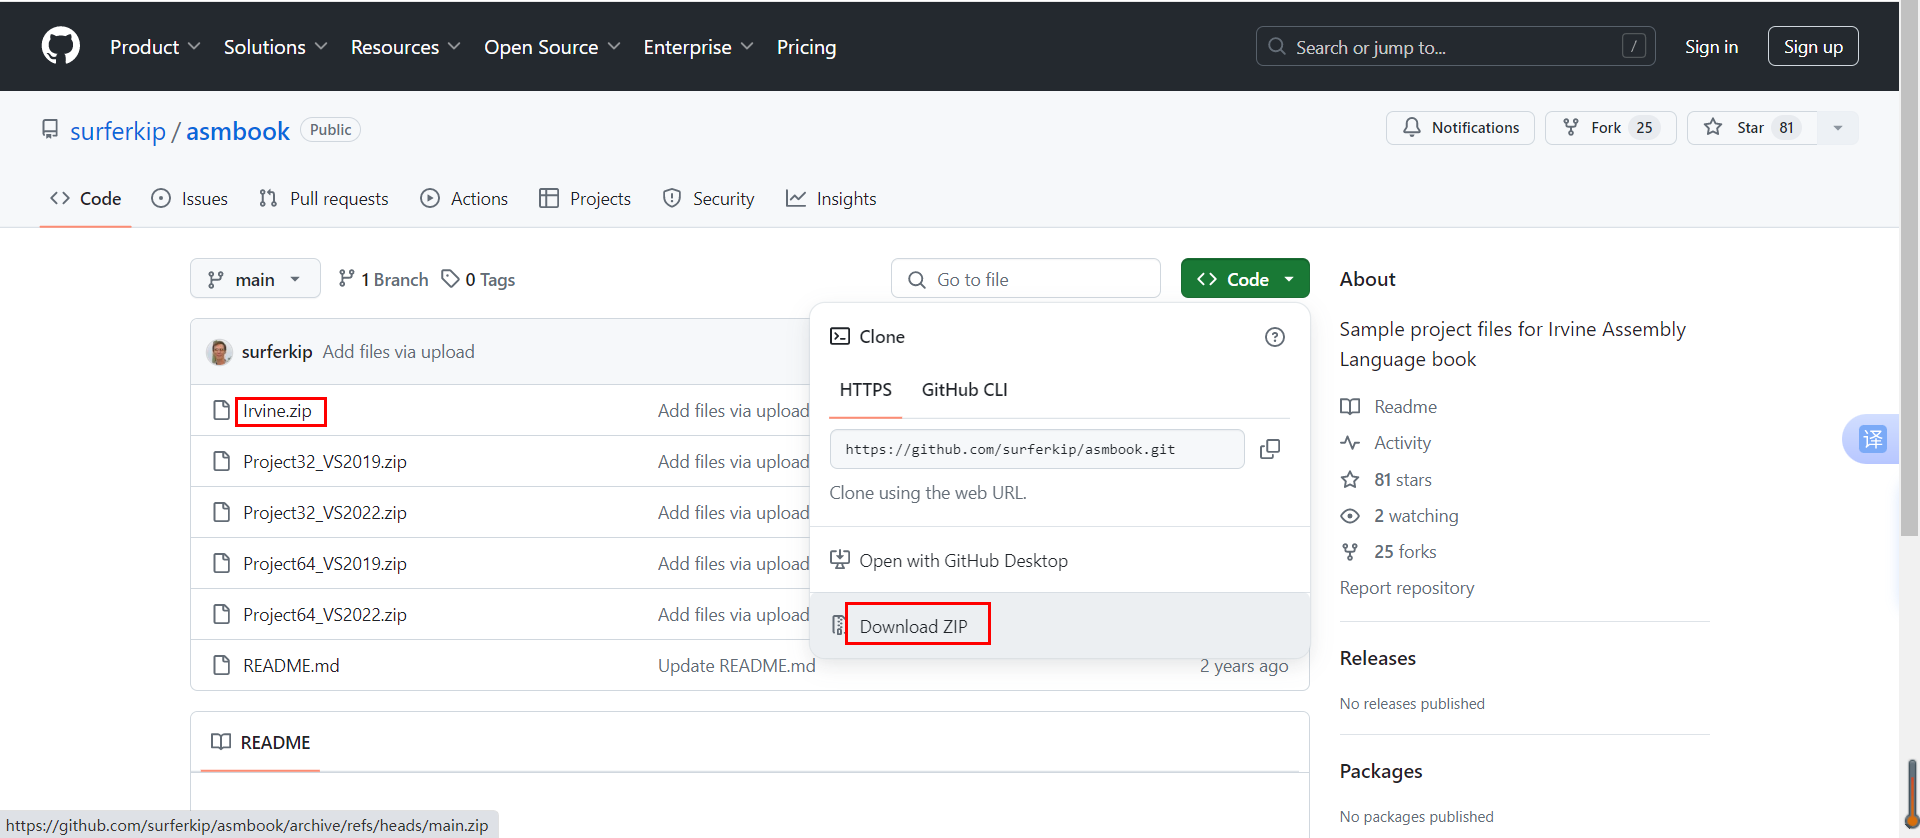 Product Solutions Resources Open Source Enterprise Pricing Search or jump to... / Sign in Sign up
surferkip / asmbook Public Notifications Fork 25 Star 81
Code Issues Pull requests Actions Projects Security Insights
main 1 Branch 0 Tags Go to file Code
surferkip Add files via upload
Irvine.zip Add files via upload
Project32_VS2019.zip Add files via upload
Project32_VS2022.zip Add files via upload
Project64_VS2019.zip Add files via upload
Project64_VS2022.zip Add files via upload
README.md Update README.md 2 years ago
Clone
HTTPS GitHub CLI
https://github.com/surferkip/asmbook.git
Clone using the web URL.
Open with GitHub Desktop
Download ZIP
README
About
Sample project files for Irvine Assembly
Language book
Readme
Activity
81 stars
2 watching
25 forks
Report repository
Releases
No releases published
Packages
No packages published
译
https://github.com/surferkip/asmbook/archive/refs/heads/main.zip